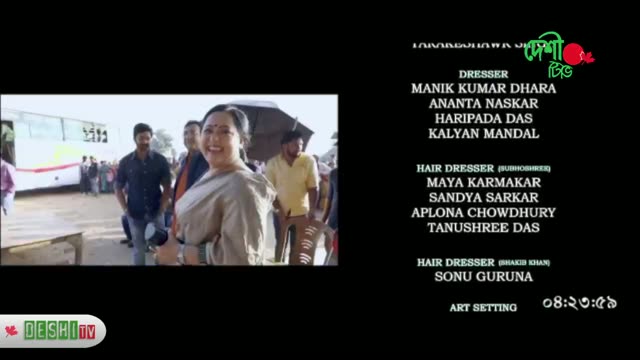 দেশী
টিভি
DRESSER
MANIK KUMAR DHARA
ANANTA NASKAR
HARIPADA DAS
KALYAN MANDAL
HAIR DRESSER (SUBHOSHREE)
MAYA KARMAKAR
SANDYA SARKAR
APLONA CHOWDHURY
TANUSHREE DAS
HAIR DRESSER (SHAKIB KHAN)
SONU GURUNA
ART SETTING
০৪:২৩:৫৯
DESHI TV